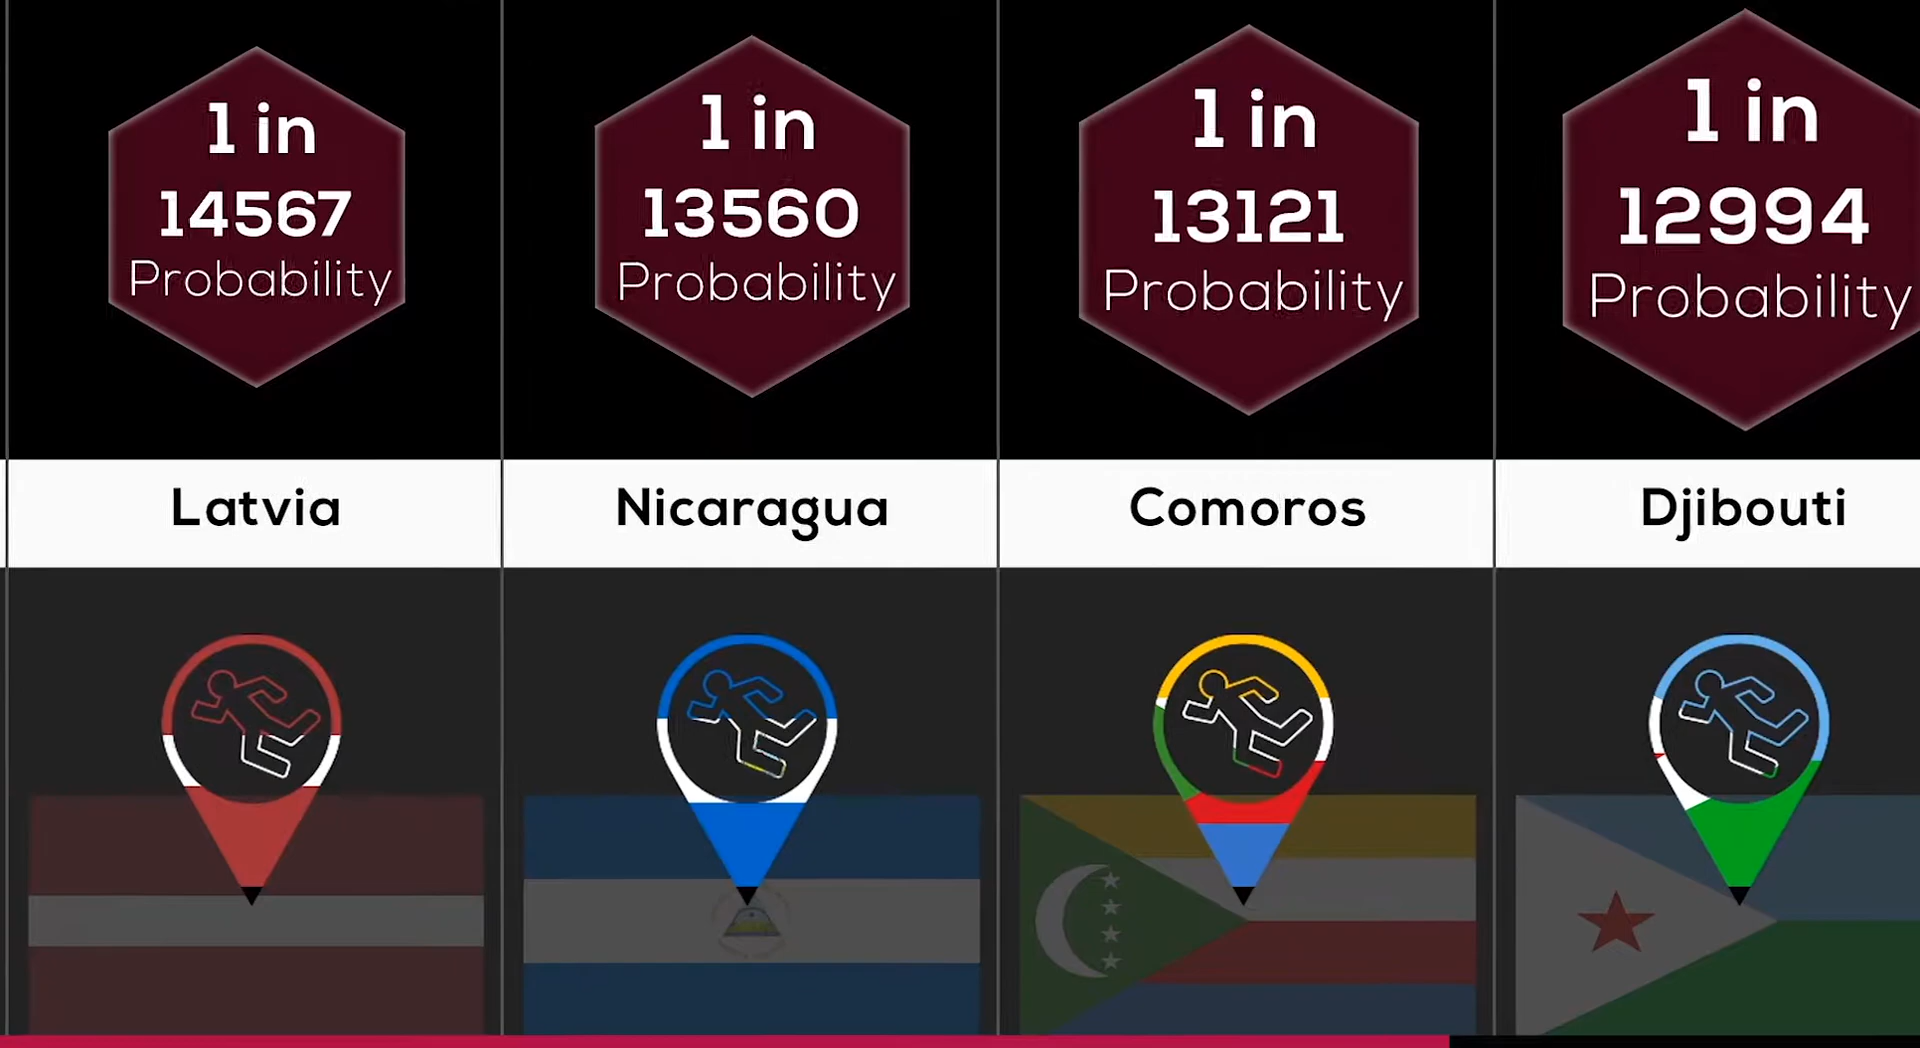 1 in
14567
Probability
Latvia
1 in
13560
Probability
Nicaragua
1 in
13121
Probability
Comoros
1 in
12994
Probability
Djibouti